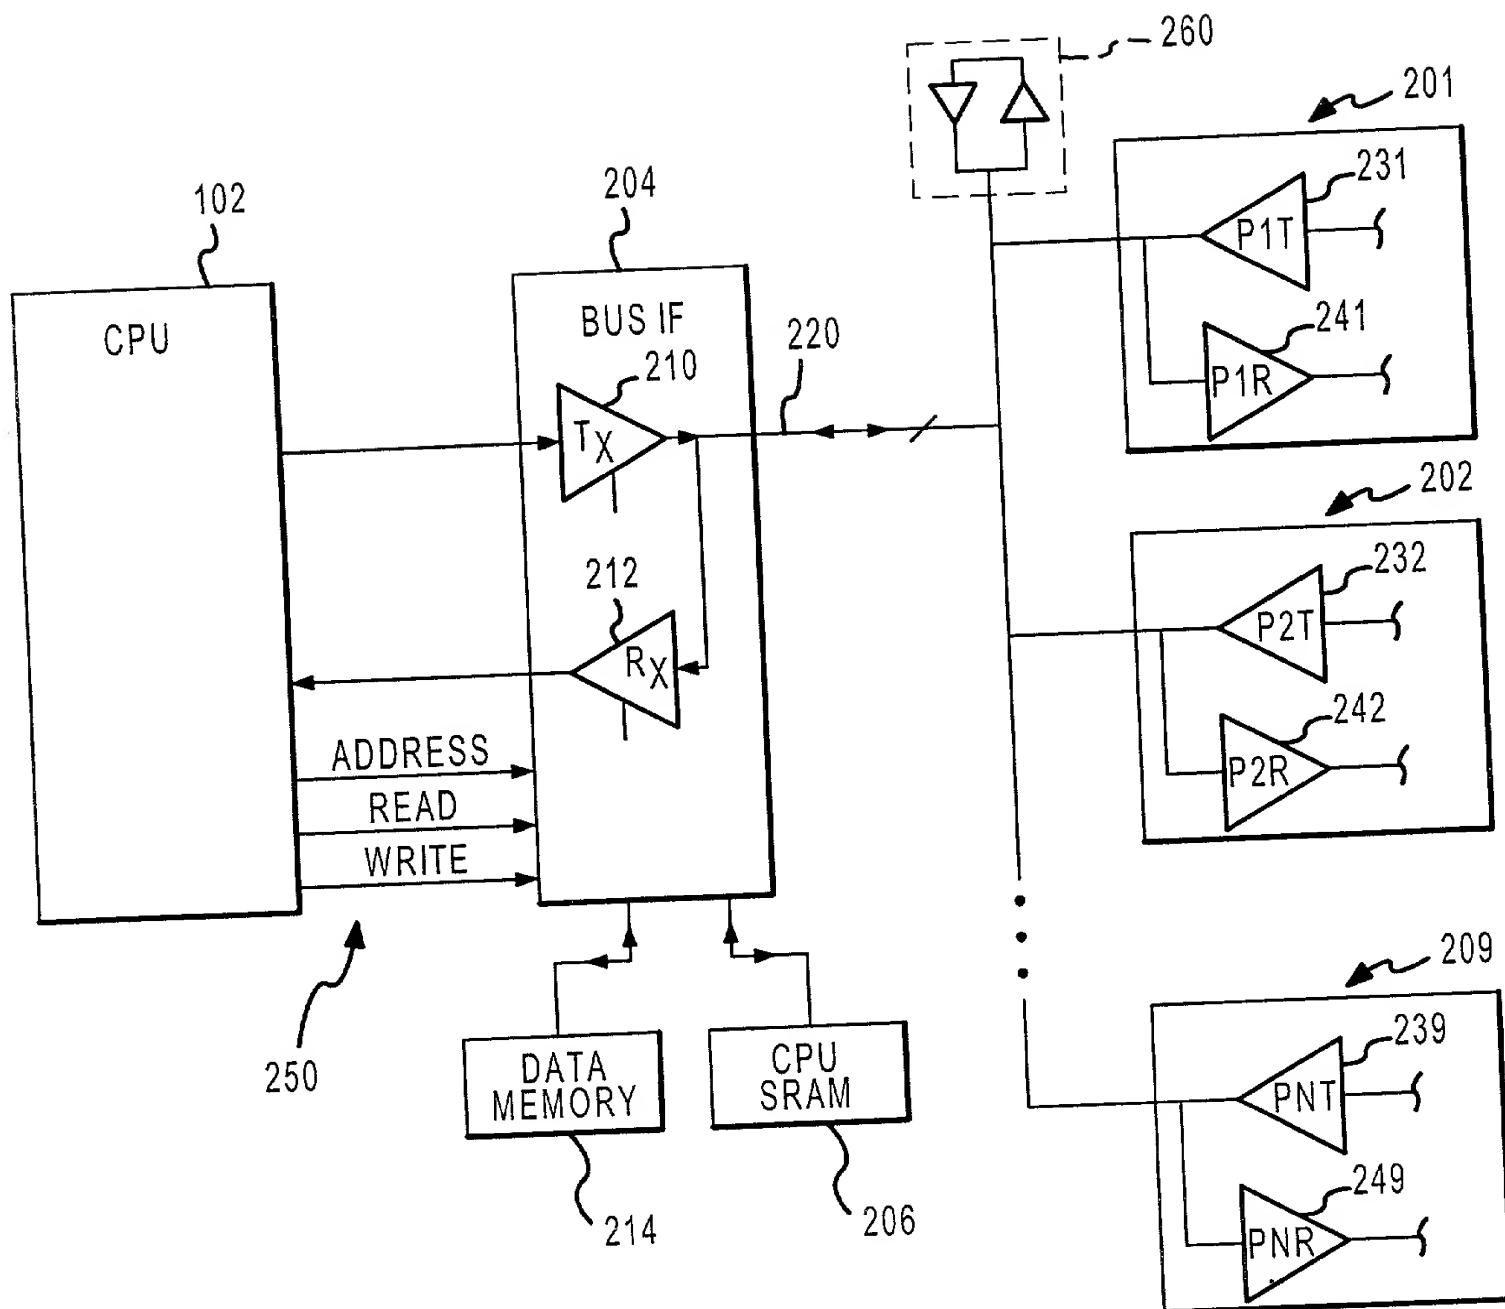 260
201
231
P1T
241
P1R
102
CPU
204
BUS IF
210
TX
220
212
RX
202
232
P2T
242
P2R
ADDRESS
READ
WRITE
250
DATA
MEMORY
214
CPU
SRAM
206
209
239
PNT
249
PNR